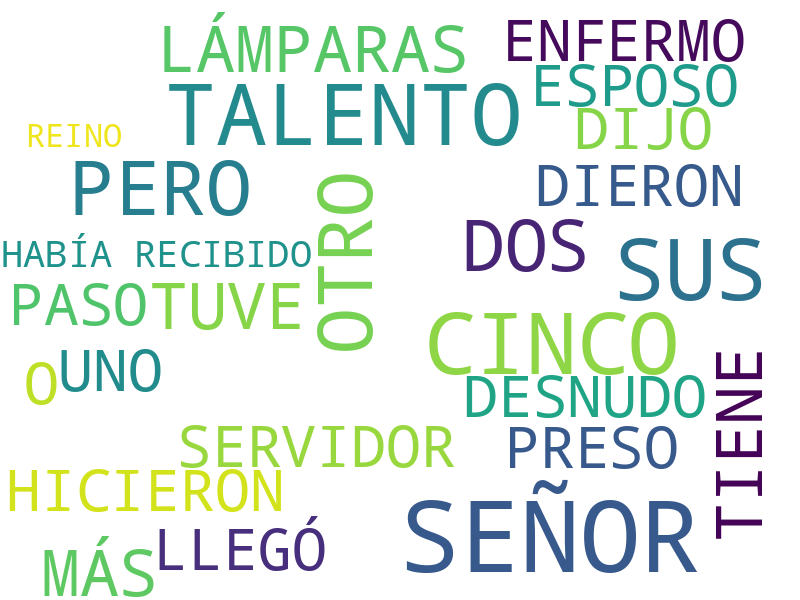 LÁMPARAS
ENFERMO
TALENTO
ESPOSO
REINO
DIJO
PERO
OTRO
DIERON
HABÍA RECIBIDO
DOS
SUS
PASO
TUVE
CINCO
O
UNO
DESNUDO
TIENE
SERVIDOR
PRESO
HICIERON
SEÑOR
MÁS
LLEGÓ